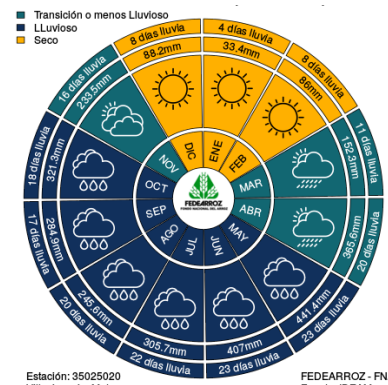 Transición o menos Lluvioso
LLuvioso
Seco
4 días lluvia
33.4mm
ENE
8 días lluvia
86mm
FEB
11 días lluvia
152.3mm
MAR
20 días lluvia
365.6mm
ABR
23 días lluvia
441.4mm
MAY
23 días lluvia
407mm
JUN
22 días lluvia
305.7mm
JUL
20 días lluvia
245.6mm
AGO
17 días lluvia
284.9mm
SEP
18 días lluvia
321.3mm
OCT
16 días lluvia
233.5mm
NOV
8 días lluvia
88.2mm
DIC
FEDEARROZ
FONDO NACIONAL DEL ARROZ
Estación: 35025020
FEDEARROZ - FN